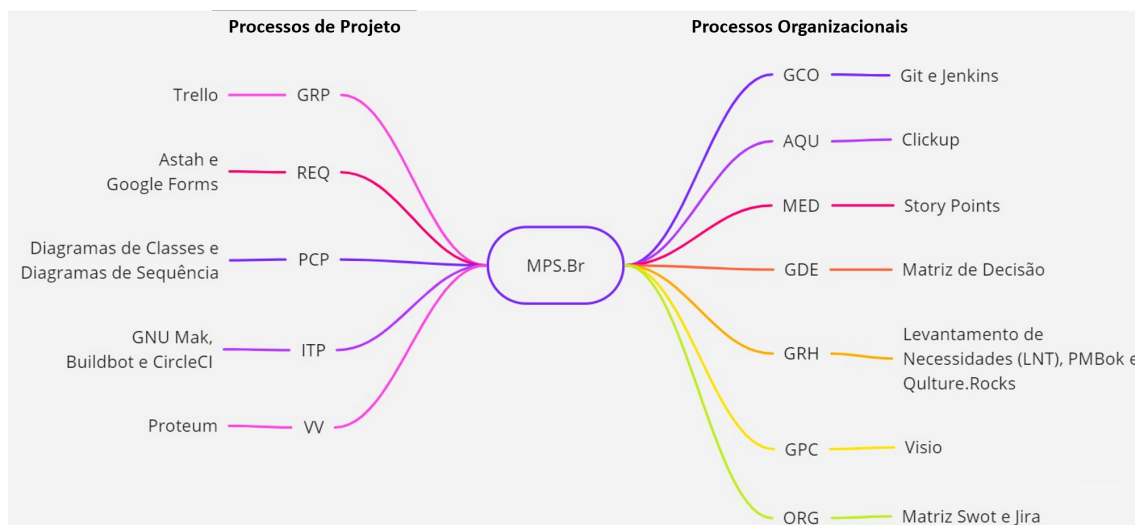 Processos de Projeto
Processos Organizacionais
Trello
GRP
Astah e
Google Forms
REQ
Diagramas de Classes e
Diagramas de Sequência
PCP
GNU Mak,
Buildbot e CircleCI
ITP
Proteum
VV
MPS.Br
GCO
Git e Jenkins
AQU
Clickup
MED
Story Points
GDE
Matriz de Decisão
GRH
Levantamento de
Necessidades (LNT), PMBok e
Qulture.Rocks
GPC
Visio
ORG
Matriz Swot e Jira